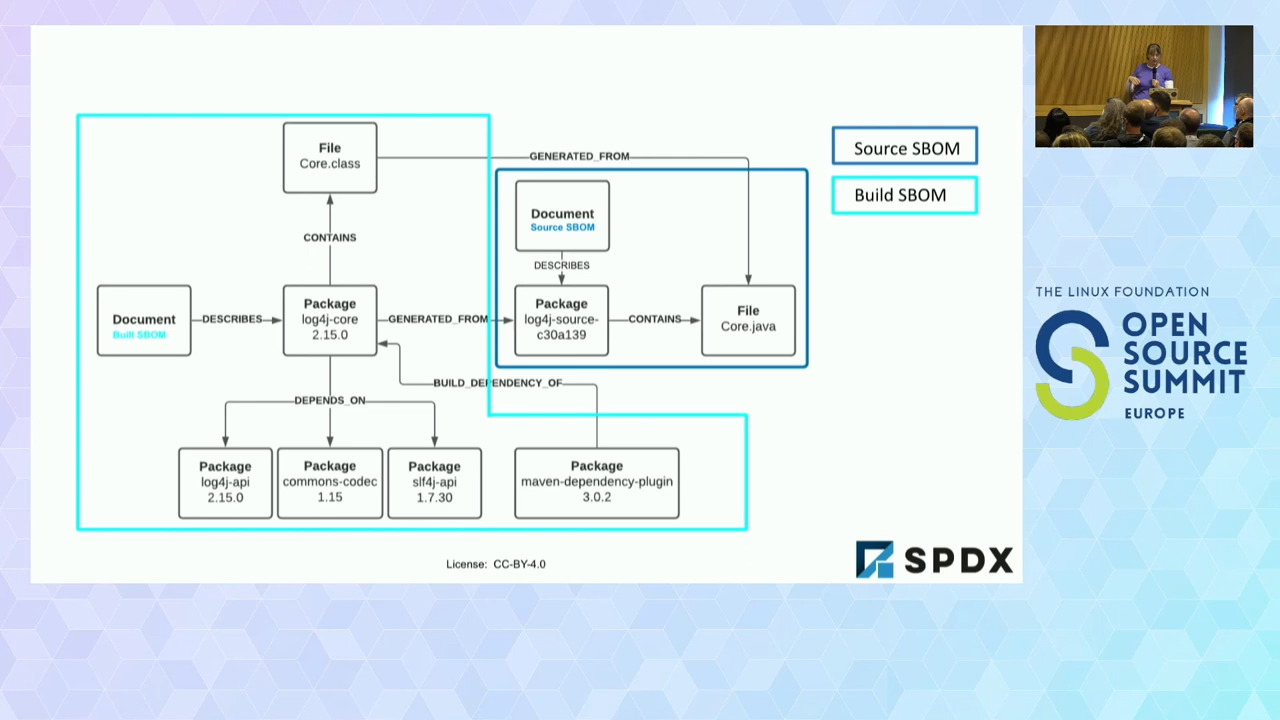 File
Core.class
GENERATED_FROM
Source SBOM
Build SBOM
CONTAINS
Document
Source SBOM
DESCRIBES
Document
Built SBOM
DESCRIBES
Package
log4j-core
2.15.0
GENERATED_FROM
Package
log4j-source-
c30a139
CONTAINS
File
Core.java
BUILD_DEPENDENCY_OF
DEPENDS_ON
Package
log4j-api
2.15.0
Package
commons-codec
1.15
Package
slf4j-api
1.7.30
Package
maven-dependency-plugin
3.0.2
License: CC-BY-4.0
SPDX
THE LINUX FOUNDATION
OPEN
SOURCE
SUMMIT
EUROPE